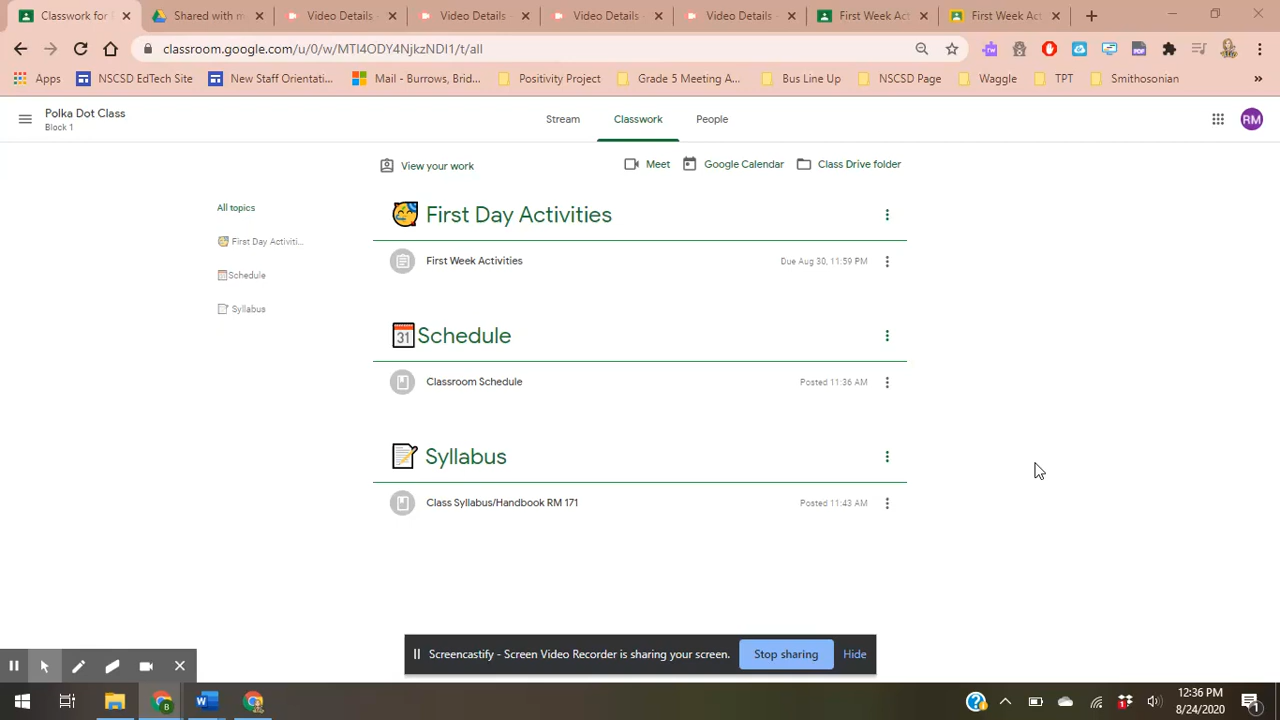 Classwork for
Shared with m
Video Details -
Video Details -
Video Details -
Video Details -
First Week Act
First Week Act
classroom.google.com/u/0/w/MTI4ODY4NjkzNDI1/t/all
Apps
NSCSD EdTech Site
New Staff Orientati...
Mail - Burrows, Brid...
Positivity Project
Grade 5 Meeting A...
Bus Line Up
NSCSD Page
Waggle
TPT
Smithosonian
»
Polka Dot Class
Block 1
Stream
Classwork
People
RM
View your work
Meet
Google Calendar
Class Drive folder
All topics
First Day Activiti...
Schedule
Syllabus
First Day Activities
First Week Activities
Due Aug 30, 11:59 PM
31 Schedule
Classroom Schedule
Posted 11:36 AM
Syllabus
Class Syllabus/Handbook RM 171
Posted 11:43 AM
Screencastify - Screen Video Recorder is sharing your screen.
Stop sharing
Hide
12:36 PM
8/24/2020